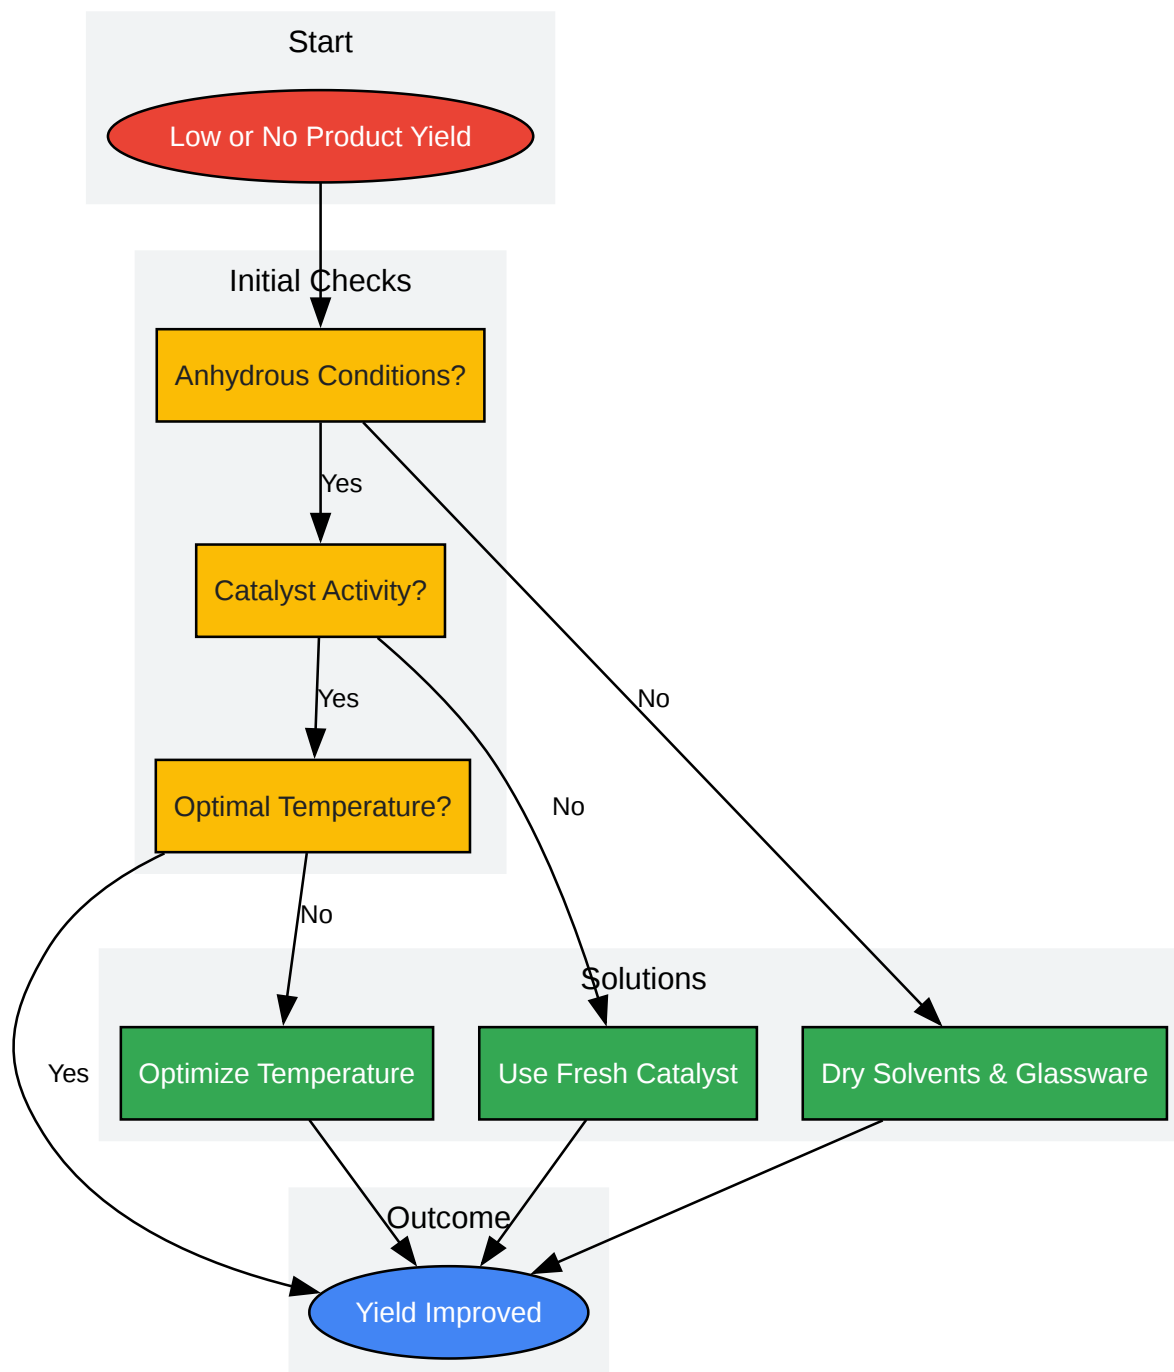 Start
Low or No Product Yield
Initial Checks
Anhydrous Conditions?
Yes
Catalyst Activity?
Yes
No
Optimal Temperature?
No
No
Solutions
Yes
Optimize Temperature
Use Fresh Catalyst
Dry Solvents & Glassware
Outcome
Yield Improved